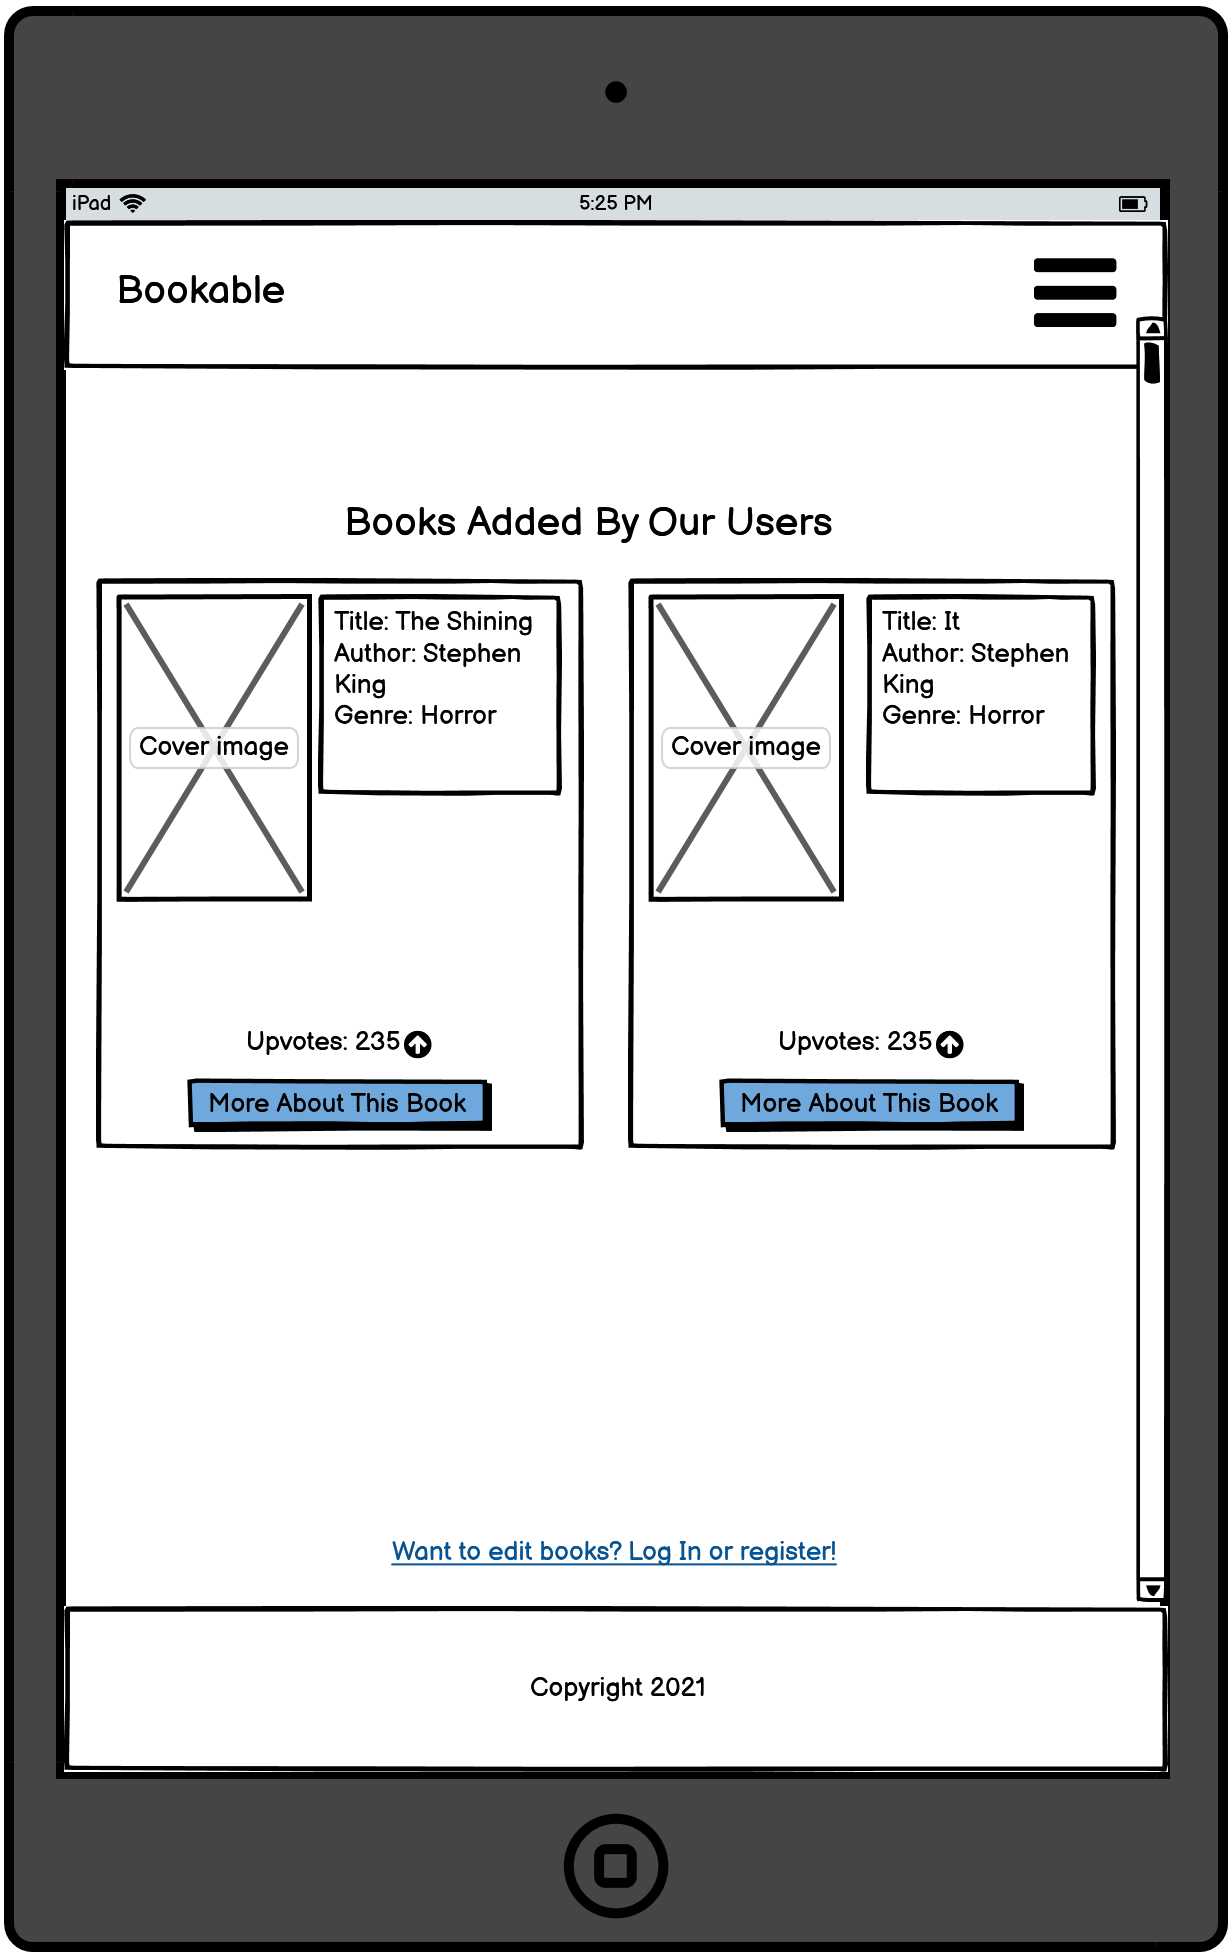 iPad
5:25 PM
Bookable
Books Added By Our Users
Cover image
Title: The Shining
Author: Stephen
King
Genre: Horror
Upvotes: 235
More About This Book
Cover image
Title: It
Author: Stephen
King
Genre: Horror
Upvotes: 235
More About This Book
Want to edit books? Log In or register!
Copyright 2021